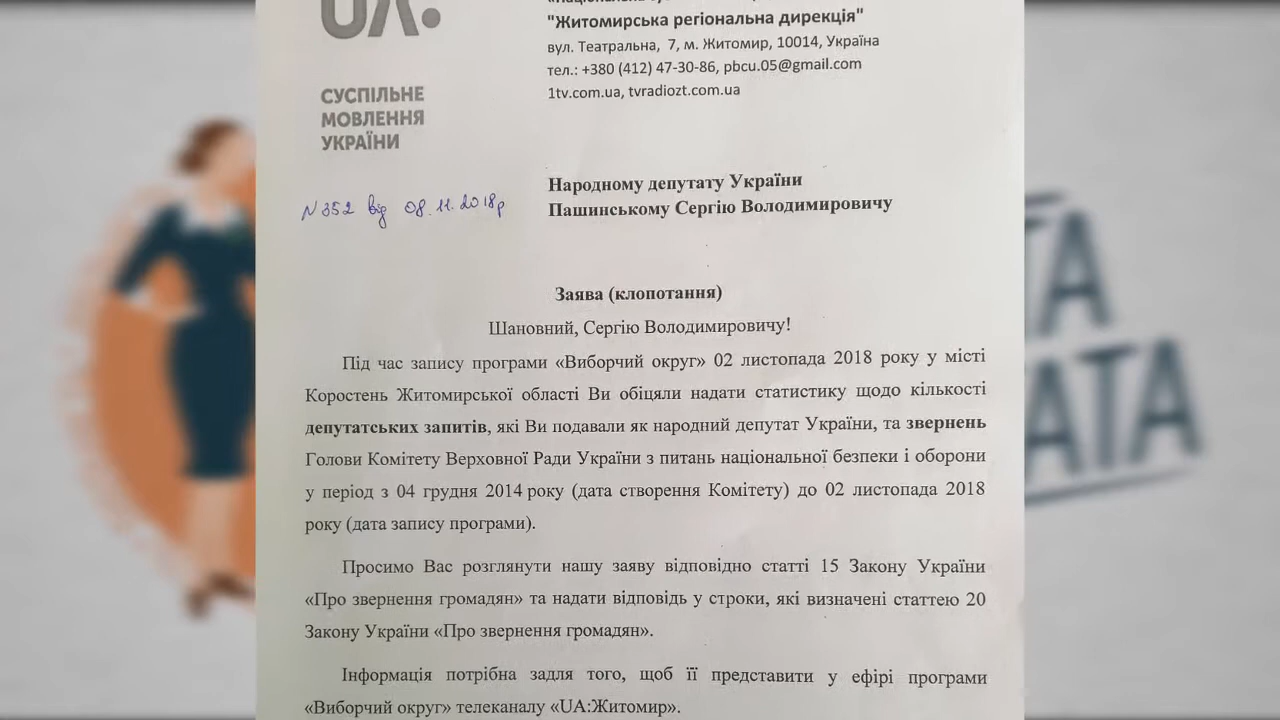 UA.
"Житомирська регіональна дирекція"
вул. Театральна, 7, м. Житомир, 10014, Україна
тел.: +380 (412) 47-30-86, pbcu.05@gmail.com
1tv.com.ua, tvradiozt.com.ua
СУСПІЛЬНЕ
МОВЛЕННЯ
УКРАЇНИ
N 352 від 08.11.2018р
Народному депутату України
Пашинському Сергію Володимировичу
Заява (клопотання)
Шановний, Сергію Володимировичу!
Під час запису програми «Виборчий округ» 02 листопада 2018 року у місті
Коростень Житомирської області Ви обіцяли надати статистику щодо кількості
депутатських запитів, які Ви подавали як народний депутат України, та звернень
Голови Комітету Верховної Ради України з питань національної безпеки і оборони
у період з 04 грудня 2014 року (дата створення Комітету) до 02 листопада 2018
року (дата запису програми).
Просимо Вас розглянути нашу заяву відповідно статті 15 Закону України
«Про звернення громадян» та надати відповідь у строки, які визначені статтею 20
Закону України «Про звернення громадян».
Інформація потрібна задля того, щоб її представити у ефірі програми
«Виборчий округ» телеканалу «UA:Житомир».
ТА
АТА